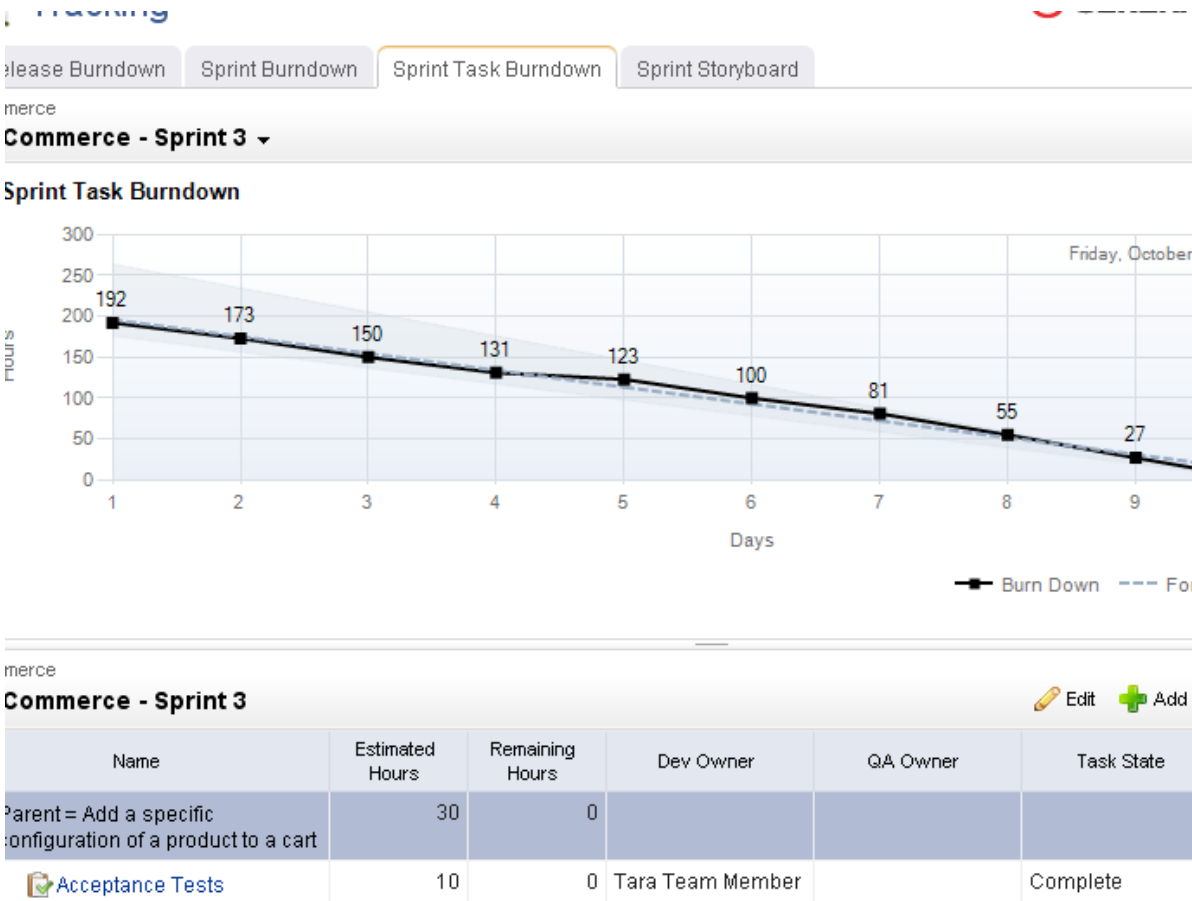 Tracking
elease Burndown Sprint Burndown Sprint Task Burndown Sprint Storyboard
merce
Commerce - Sprint 3
Sprint Task Burndown
300
Friday, October
250
192
200
173
150
131
123
100
81
55
27
150
100
50
0
Hours
1 2 3 4 5 6 7 8 9
Days
Burn Down For
merce
Commerce - Sprint 3
Edit Add
Name Estimated Hours Remaining Hours Dev Owner QA Owner Task State
Parent = Add a specific 30 0
configuration of a product to a cart
Acceptance Tests 10 0 Tara Team Member Complete